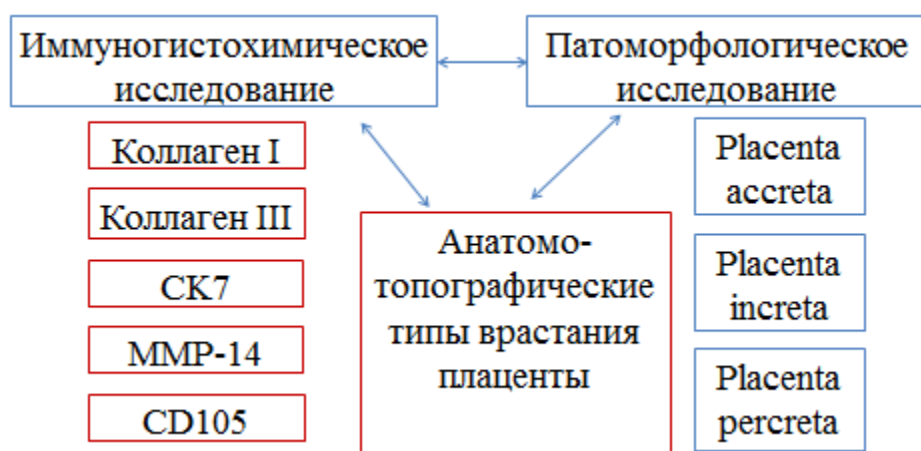 Иммуногистохимическое
исследование
Патоморфологическое
исследование
Коллаген I
Коллаген III
CK7
MMP-14
CD105
Анатомо-
топографические
типы врастания
плаценты
Placenta
accreta
Placenta
increta
Placenta
percreta